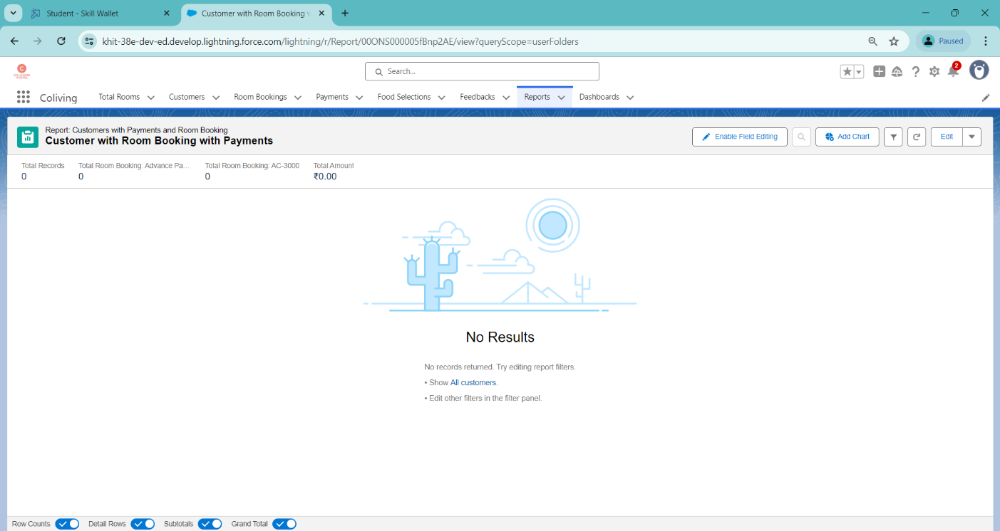 Student - Skill Wallet
Customer with Room Booking w
khit-38e-dev-ed.develop.lightning.force.com/lightning/r/Report/00ONS000005fBnp2AE/view?queryScope=userFolders
Paused
Search...
2
Coliving
Total Rooms
Customers
Room Bookings
Payments
Food Selections
Feedbacks
Reports
Dashboards
Report: Customers with Payments and Room Booking
Customer with Room Booking with Payments
Enable Field Editing
Add Chart
Edit
Total Records
0
Total Room Booking: Advance Pa...
0
Total Room Booking: AC-3000
0
Total Amount
₹0.00
No Results
No records returned. Try editing report filters.
• Show All customers.
• Edit other filters in the filter panel.
Row Counts
Detail Rows
Subtotals
Grand Total